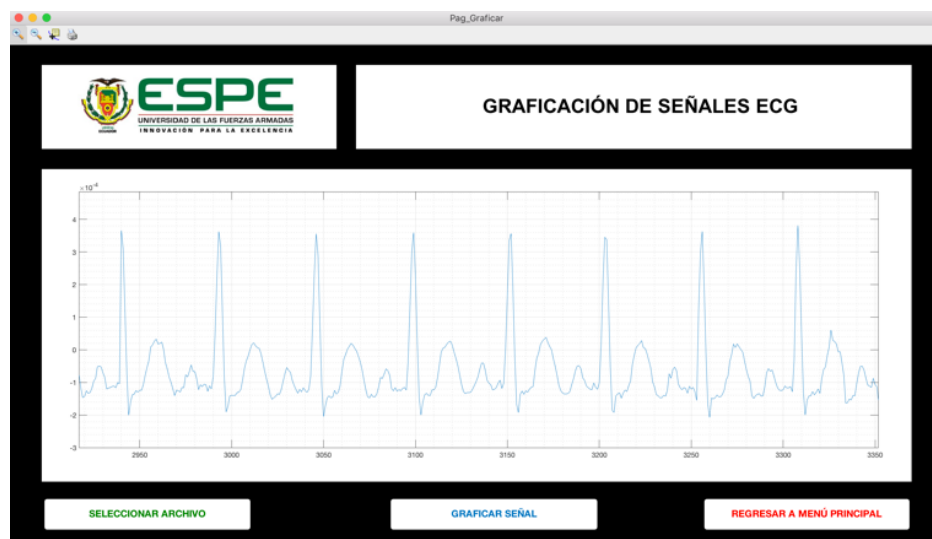 Pag_Graficar
ESPE
UNIVERSIDAD DE LAS FUERZAS ARMADAS
INNOVACIÓN PARA LA EXCELENCIA
GRAFICACIÓN DE SEÑALES ECG
× 10⁻⁴
4
3
2
1
0
-1
-2
-3
2950 3000 3050 3100 3150 3200 3250 3300 3350
SELECCIONAR ARCHIVO
GRAFICAR SEÑAL
REGRESAR A MENÚ PRINCIPAL